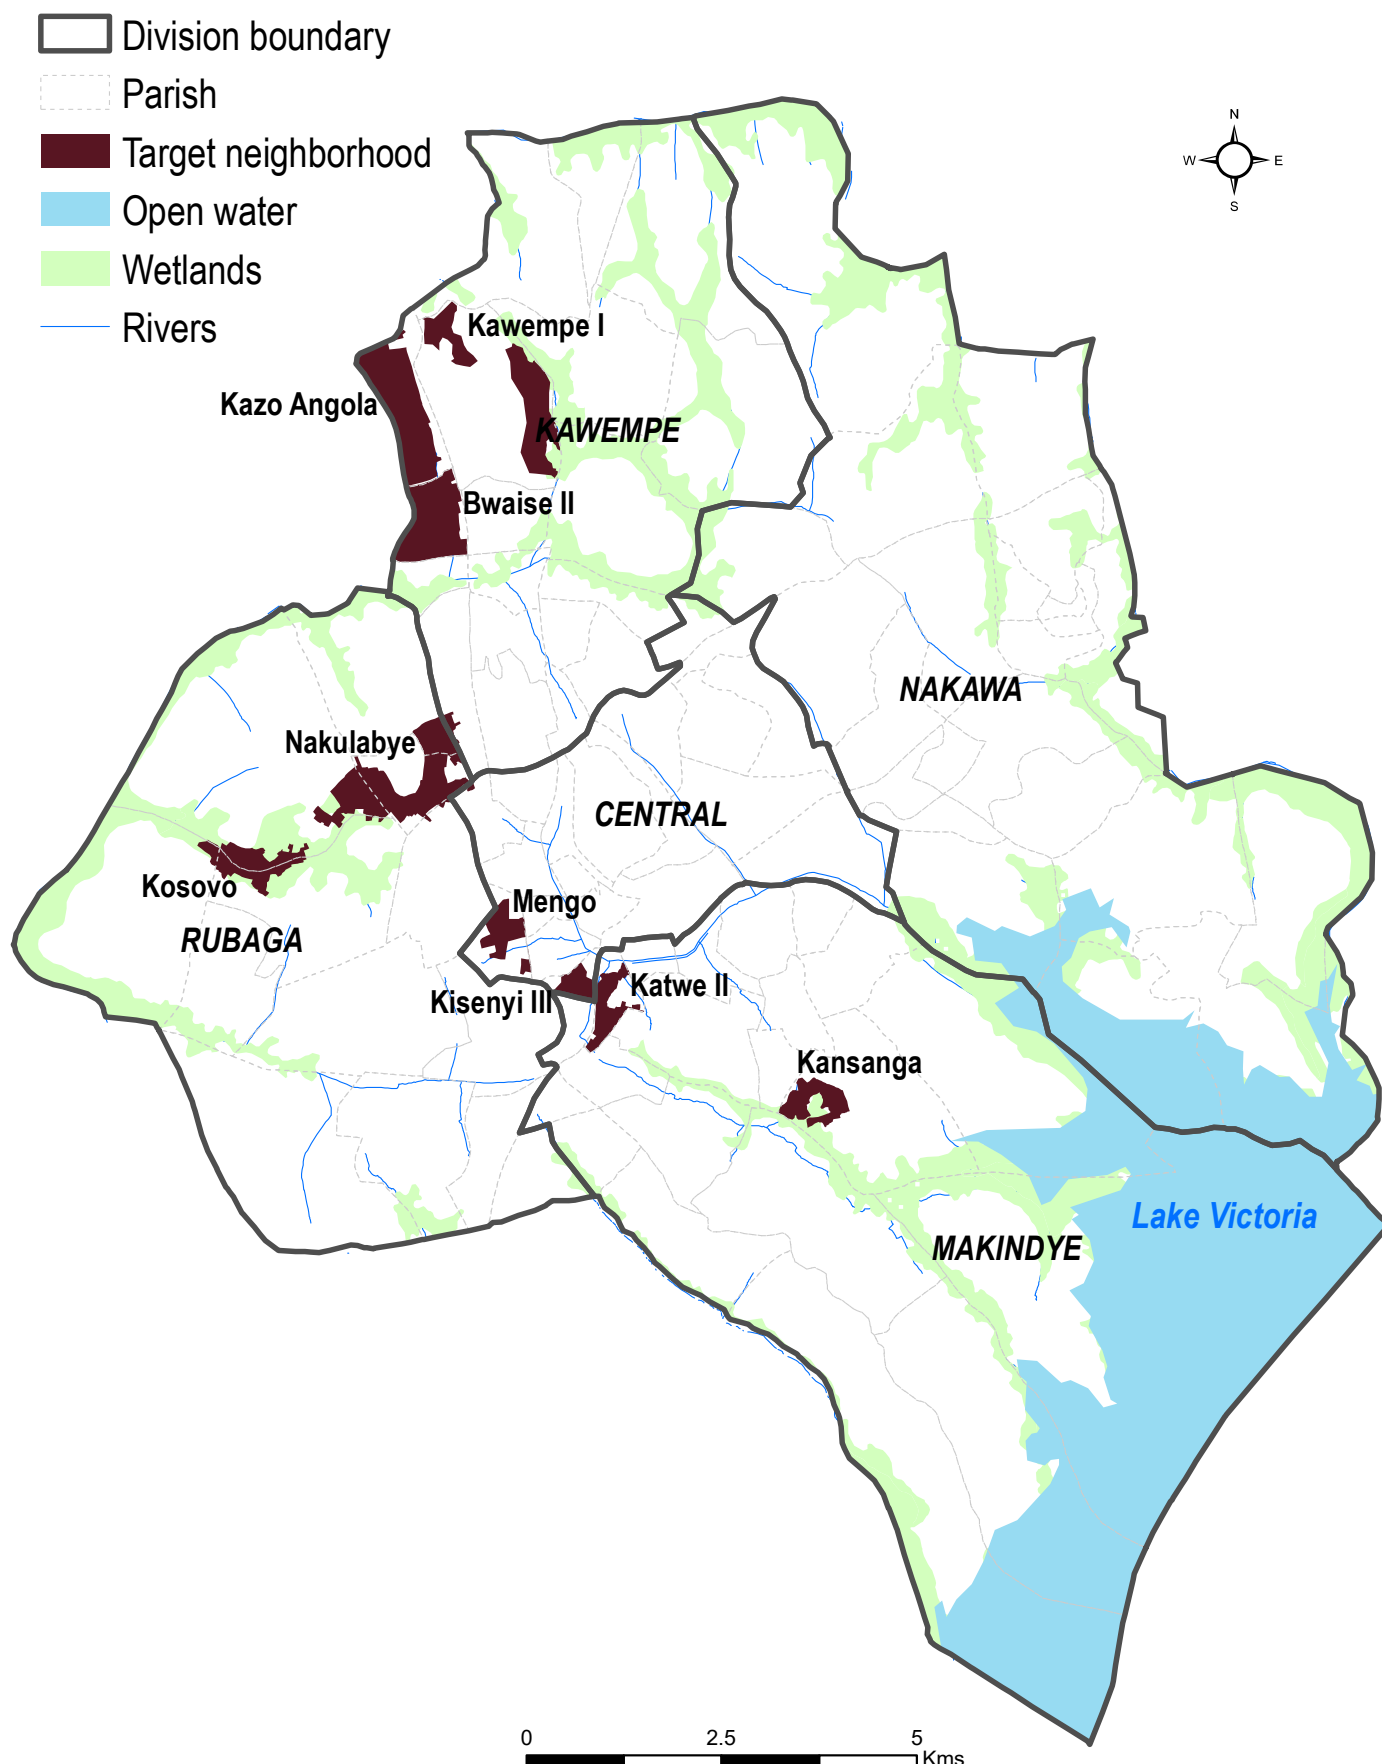 Division boundary
Parish
Target neighborhood
Open water
Wetlands
Rivers
N
W E
S
Kawempe I
Kazo Angola
KAWEMPE
Bwaise II
NAKAWA
Nakulabye
CENTRAL
Kosovo
Mengo
RUBAGA
Katwe II
Kisenyi III
Kansanga
Lake Victoria
MAKINDYE
0 2.5 5
Kms